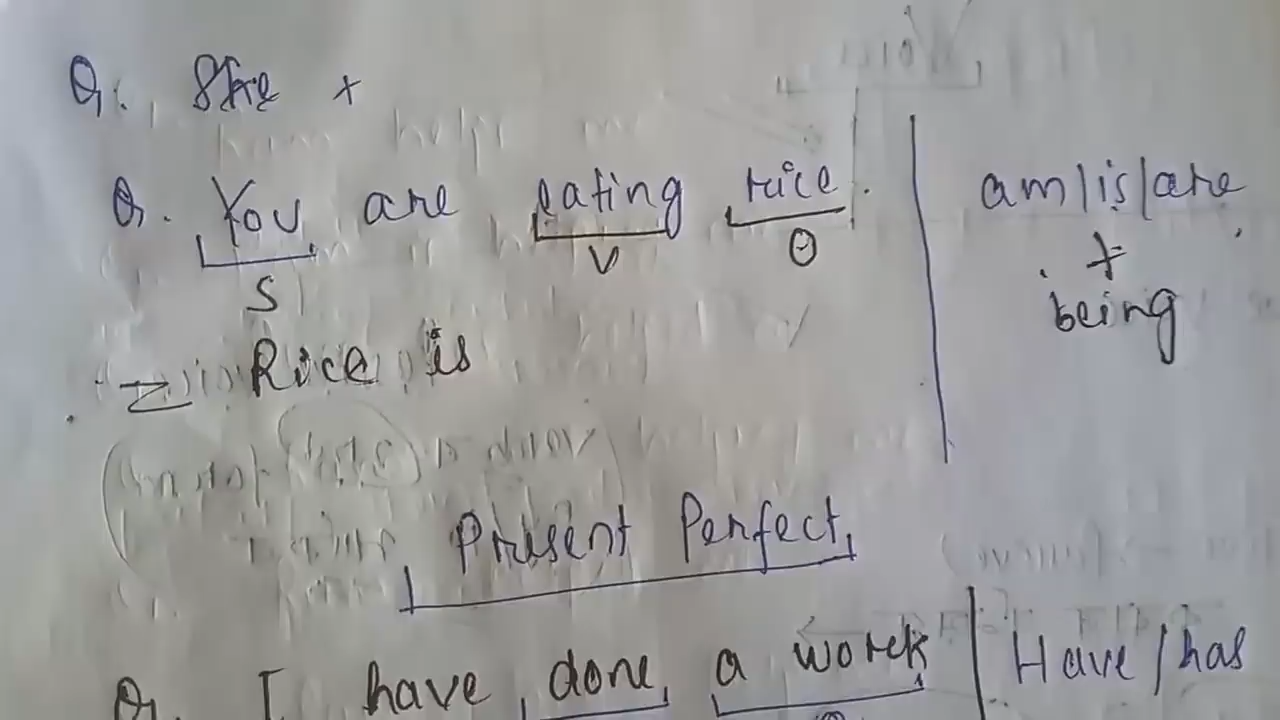 Q. She +
Q. You are eating rice.
S V O
am/is/are
+
being
Rice is
Present Perfect
Q. I have done a work
Have/has